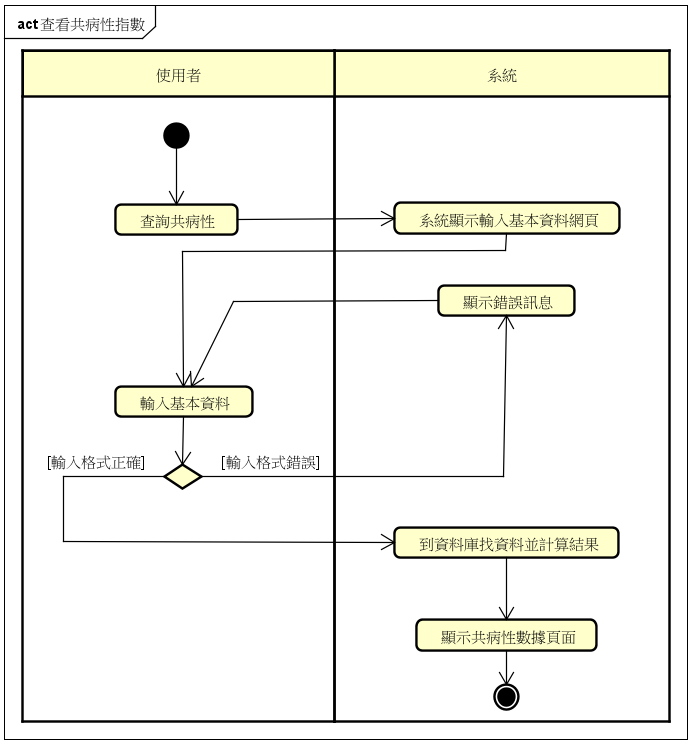 act 查看共病性指數
使用者
系統
查詢共病性
系統顯示輸入基本資料網頁
顯示錯誤訊息
輸入基本資料
[輸入格式正確]
[輸入格式錯誤]
到資料庫找資料並計算結果
顯示共病性數據頁面